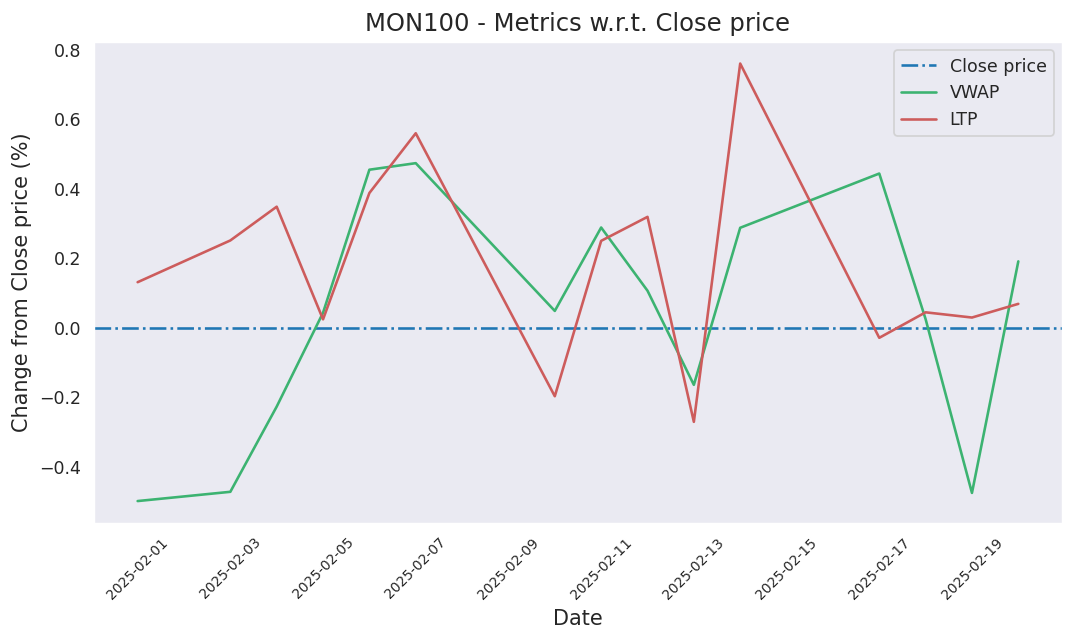 MON100 - Metrics w.r.t. Close price
Change from Close price (%)
0.8
0.6
0.4
0.2
0.0
−0.2
−0.4
Close price
VWAP
LTP
2025-02-01
2025-02-03
2025-02-05
2025-02-07
2025-02-09
2025-02-11
2025-02-13
2025-02-15
2025-02-17
2025-02-19
Date